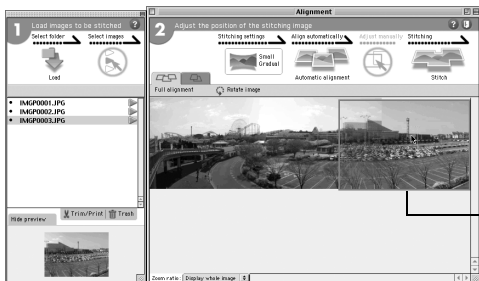 1 Load images to be stitched ?
Select folder Select images
Load
• IMGP0001.JPG
• IMGP0002.JPG
• IMGP0003.JPG
Hide preview Trim/Print Trash
Alignment
2 Adjust the position of the stitching image ?
Stitching settings Align automatically Adjust manually Stitching
Small
Gradual
Automatic alignment Stitch
Full alignment Rotate image
Zoom ratio: Display whole image